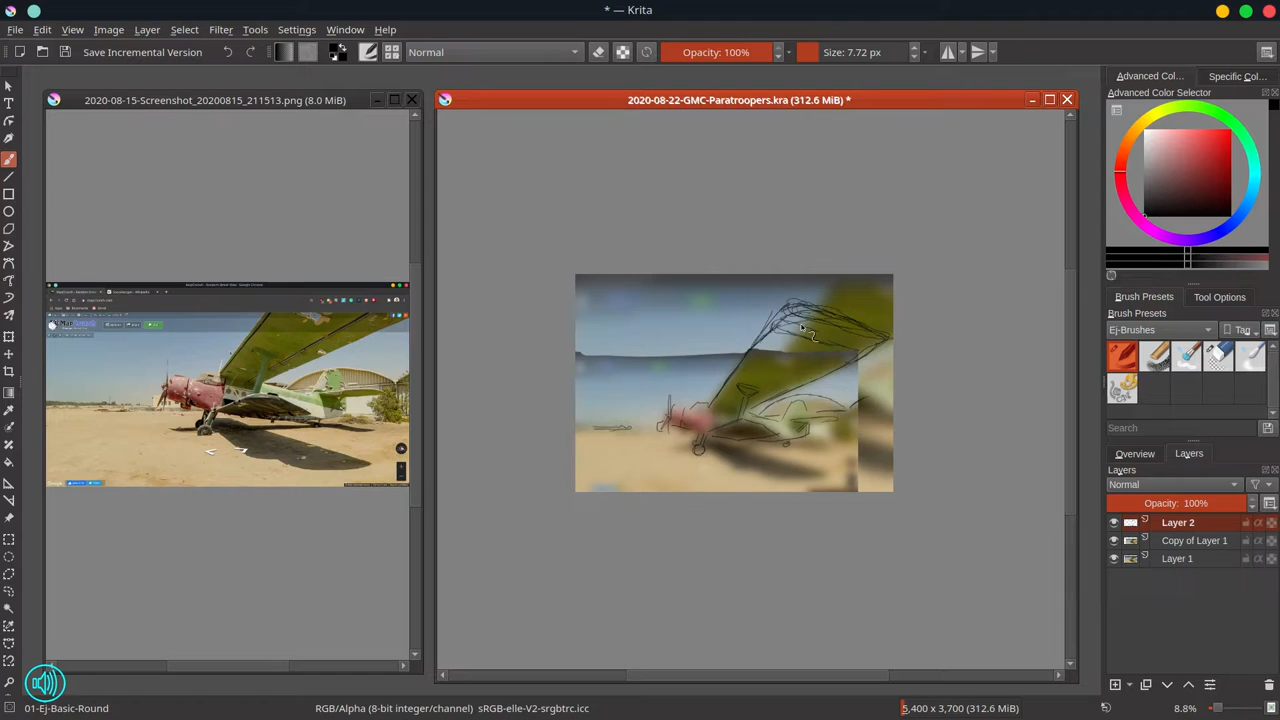 * — Krita
File Edit View Image Layer Select Filter Tools Settings Window Help
Save Incremental Version Normal Opacity: 100% Size: 7.72 px
2020-08-15-Screenshot_20200815_211513.png (8.0 MiB)
2020-08-22-GMC-Paratroopers.kra (312.6 MiB) *
Advanced Col... Specific Col...
Advanced Color Selector
Brush Presets Tool Options
Brush Presets
Ej-Brushes Tag
Search
Overview Layers
Layers
Normal
Opacity: 100%
Layer 2
Copy of Layer 1
Layer 1
01-Ej-Basic-Round RGB/Alpha (8-bit integer/channel) sRGB-elle-V2-srgbtrc.icc 5,400 x 3,700 (312.6 MiB) 8.8%